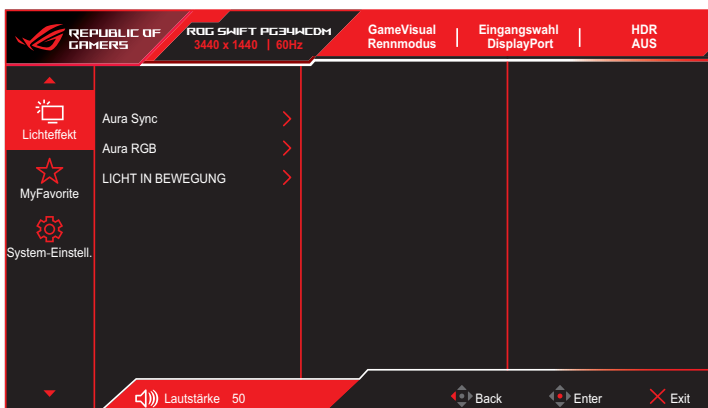 REPUBLIC OF
GAMERS
ROG SWIFT PG34WCDM
3440 x 1440 | 60Hz
GameVisual
Rennmodus
Eingangswahl
DisplayPort
HDR
AUS
Lichteffekt
MyFavorite
System-Einstell.
Aura Sync
Aura RGB
LICHT IN BEWEGUNG
Lautstärke 50
Back
Enter
Exit